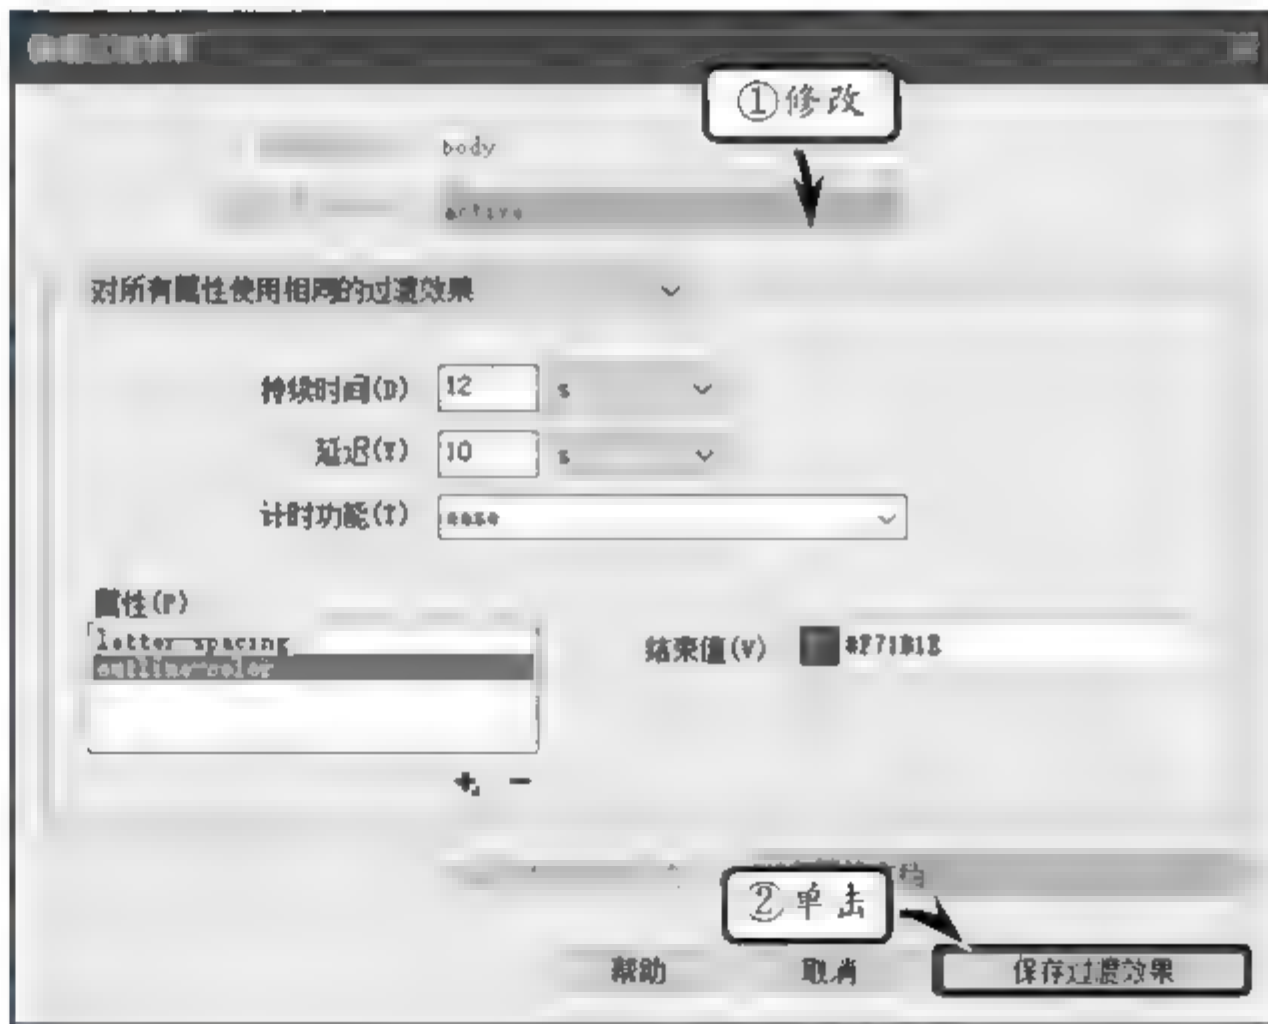 ①修改
body
active
对所有属性使用相同的过渡效果
持续时间(D) 12 s
延迟(Y) 10 s
计时功能(T) ease
属性(P)
letter-spacing
outline-color
结束值(V) #F71B1B
②单击
帮助 取消 保存过渡效果